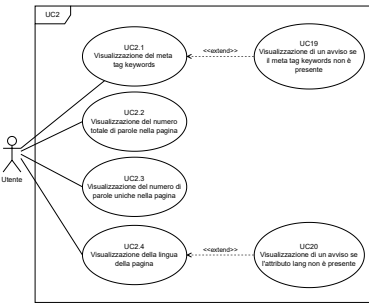 UC2
UC2.1
Visualizzazione del meta
tag keywords
<<extend>>
UC19
Visualizzazione di un avviso se
il meta tag keywords non è
presente
UC2.2
Visualizzazione del numero
totale di parole nella pagina
Utente
UC2.3
Visualizzazione del numero di
parole uniche nella pagina
UC2.4
Visualizzazione della lingua
della pagina
<<extend>>
UC20
Visualizzazione di un avviso se
l'attributo lang non è presente